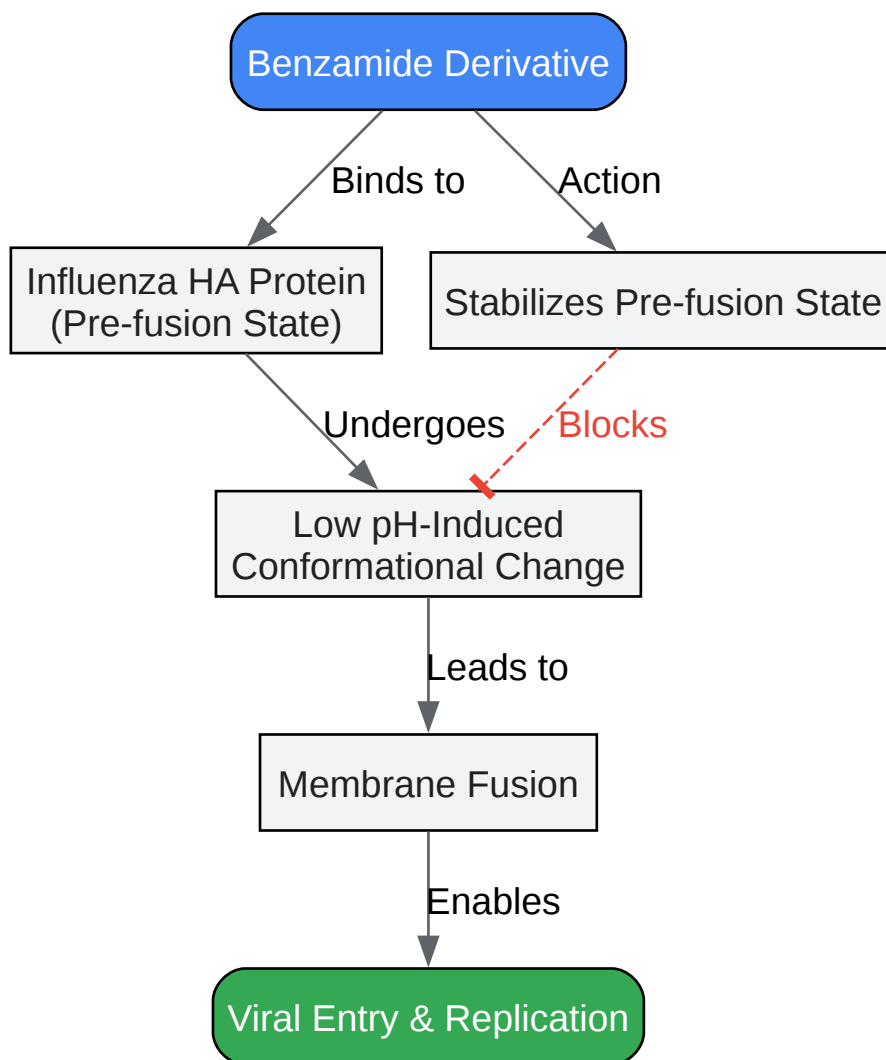 Benzamide Derivative
Binds to
Action
Influenza HA Protein
(Pre-fusion State)
Stabilizes Pre-fusion State
Undergoes
Blocks
Low pH-Induced
Conformational Change
Leads to
Membrane Fusion
Enables
Viral Entry & Replication